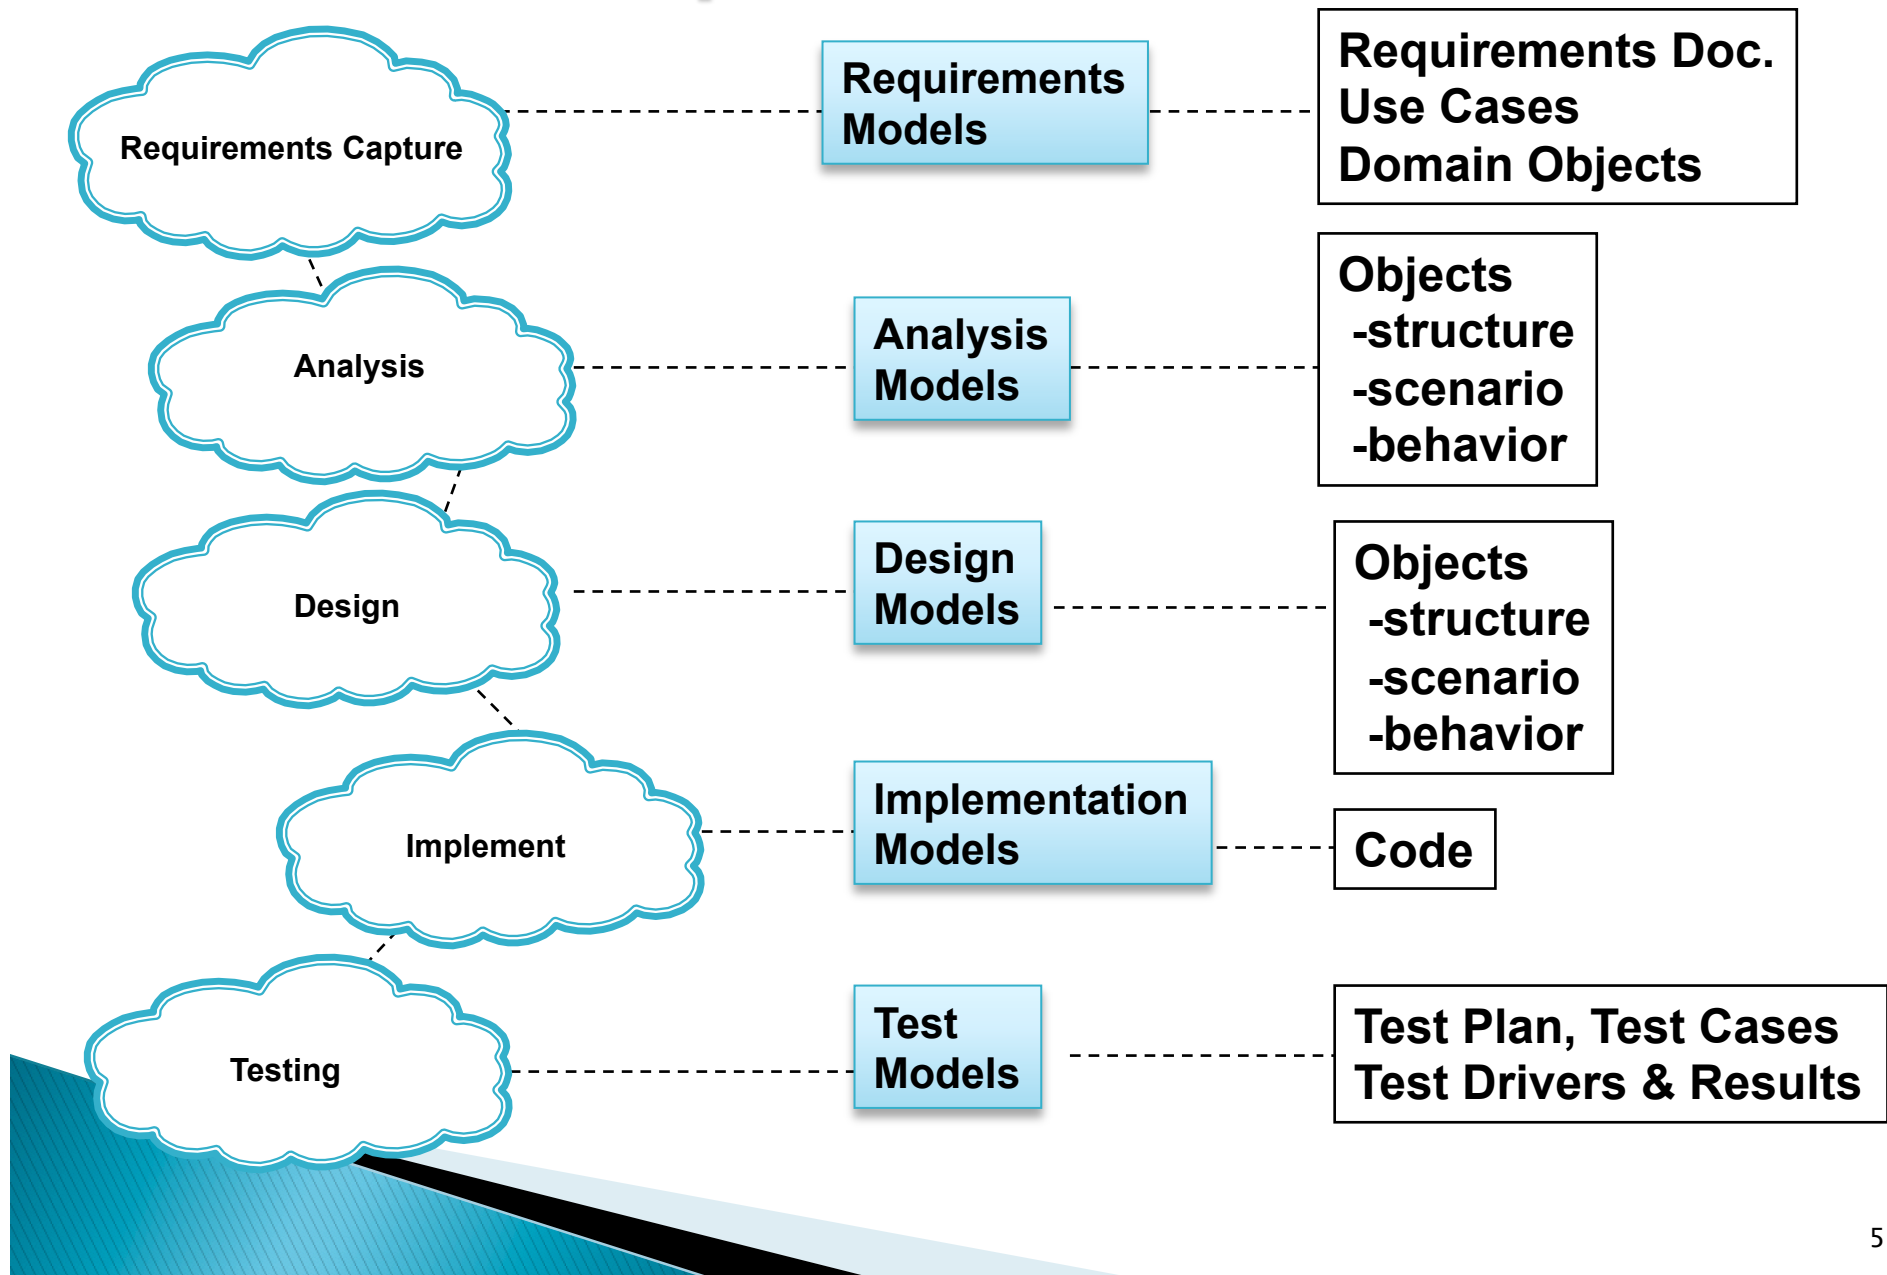 Requirements Capture
Requirements
Models
Requirements Doc.
Use Cases
Domain Objects
Analysis
Analysis
Models
Objects
-structure
-scenario
-behavior
Design
Design
Models
Objects
-structure
-scenario
-behavior
Implement
Implementation
Models
Code
Testing
Test
Models
Test Plan, Test Cases
Test Drivers & Results
5